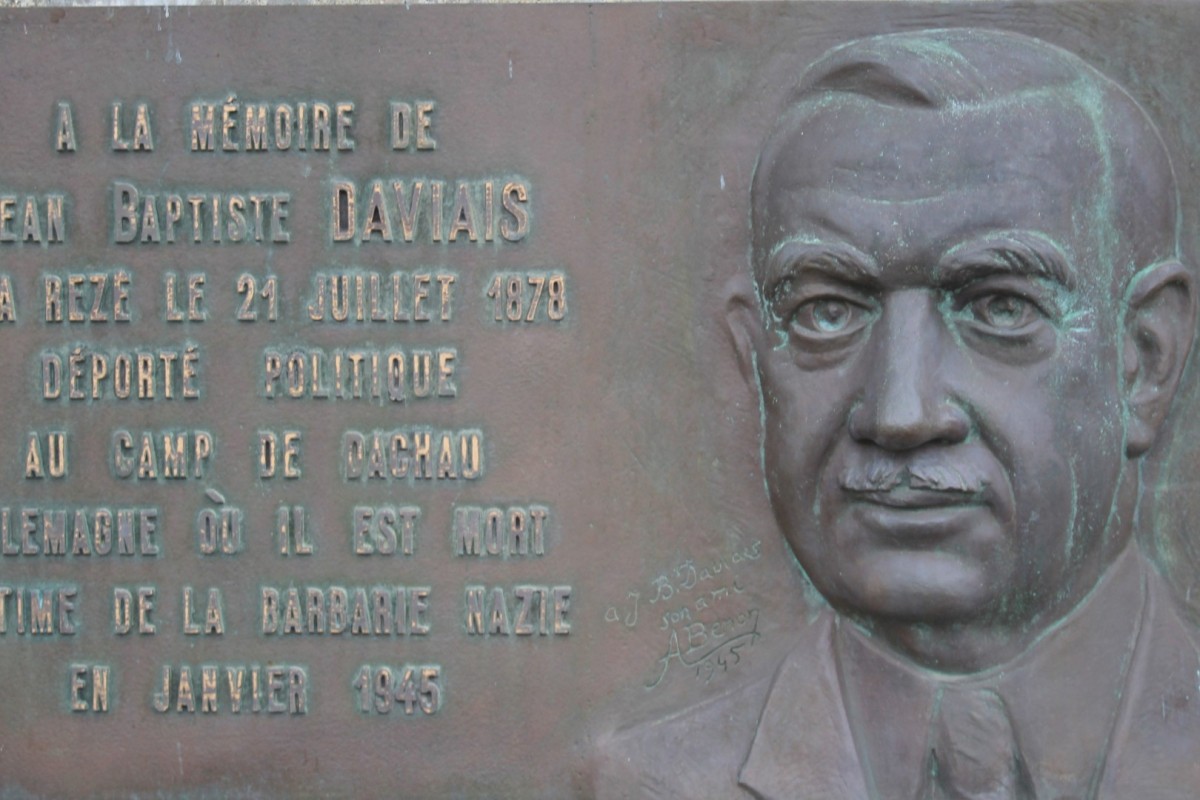 A LA MÉMOIRE DE
EAN BAPTISTE DAVIAIS
A REZÉ LE 21 JUILLET 1878
DÉPORTÉ POLITIQUE
AU CAMP DE DACHAU
LEMAGNE OÙ IL EST MORT
TIME DE LA BARBARIE NAZIE
EN JANVIER 1945
a J B. Daviais
son ami
1945